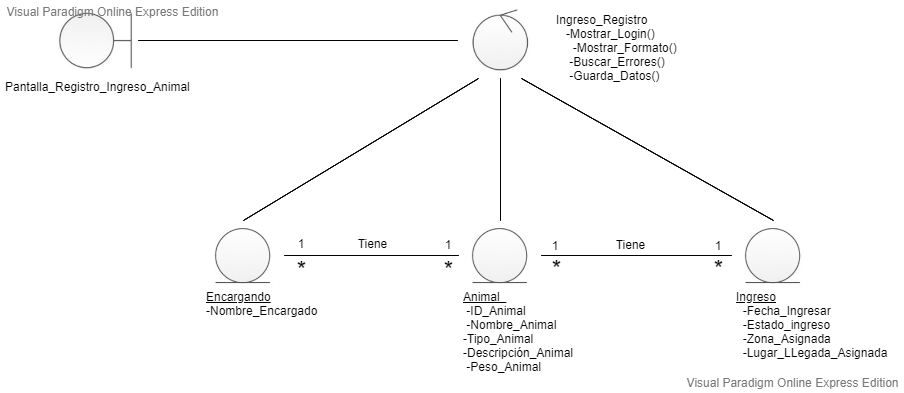 Visual Paradigm Online Express Edition
Pantalla_Registro_Ingreso_Animal
Ingreso_Registro
-Mostrar_Login()
-Mostrar_Formato()
-Buscar_Errores()
-Guarda_Datos()
1 Tiene 1
* *
1 Tiene 1
* *
Encargando
-Nombre_Encargado
Animal
-ID_Animal
-Nombre_Animal
-Tipo_Animal
-Descripción_Animal
-Peso_Animal
Ingreso
-Fecha_Ingresar
-Estado_ingreso
-Zona_Asignada
-Lugar_LLegada_Asignada
Visual Paradigm Online Express Edition